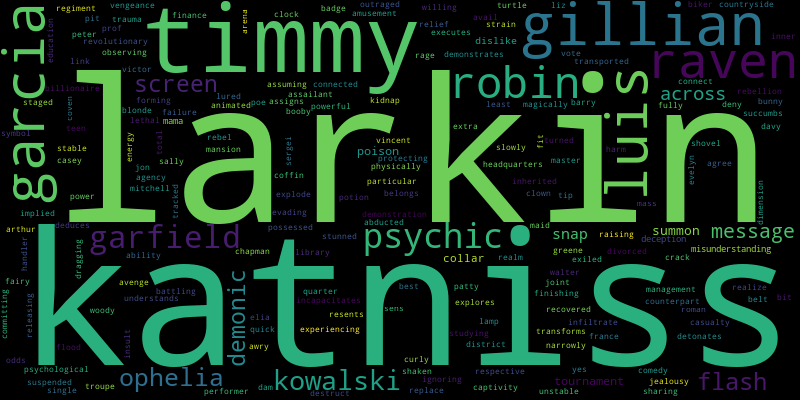 regiment vengeance badge outraged willing turtle liz biker countryside
pit trauma finance clock amusement relief strain executes vote transported inner
garcia timmy gillian
prof revolutionary peter arena avail dislike demonstrates rage
education link observing victor
screen robin raven
billionaire forming assuming connected across connect rebellion
staged coven blonde failure lured animated assailant poe assigns powerful kidnap least magically barry fully deny bunny
symbol teen lethal mama booby extra succumbs davy
larkin luis
stable casey energy total rebel sally mansion sergei vincent poison protecting physically slowly fit turned harm shovel agree evelyn
jon agency mitchell coffin particular headquarters master
power tracked explode potion belongs inherited clown tip mass dimension
implied evading demonstration
arthur deduces possessed abducted maid raising deception
garfield psychic snap summon message
handler dragging ability stunned chapman library collar realm greene exiled divorced crack misunderstanding
katniss
fairy avenge battling understands demonic quarter incapacitates best patty explores walter joint finishing management counterpart realize belt bit
committing releasing woody elia resents sens lamp transforms recovered infiltrate roman casualty
quick experiencing studying district narrowly france detonates
odds flood insult awry curly respective yes comedy
psychological shaken ignoring jealousy
suspended single troupe ophelia performer dam kowalski destruct replace captivity tournament unstable sharing flash